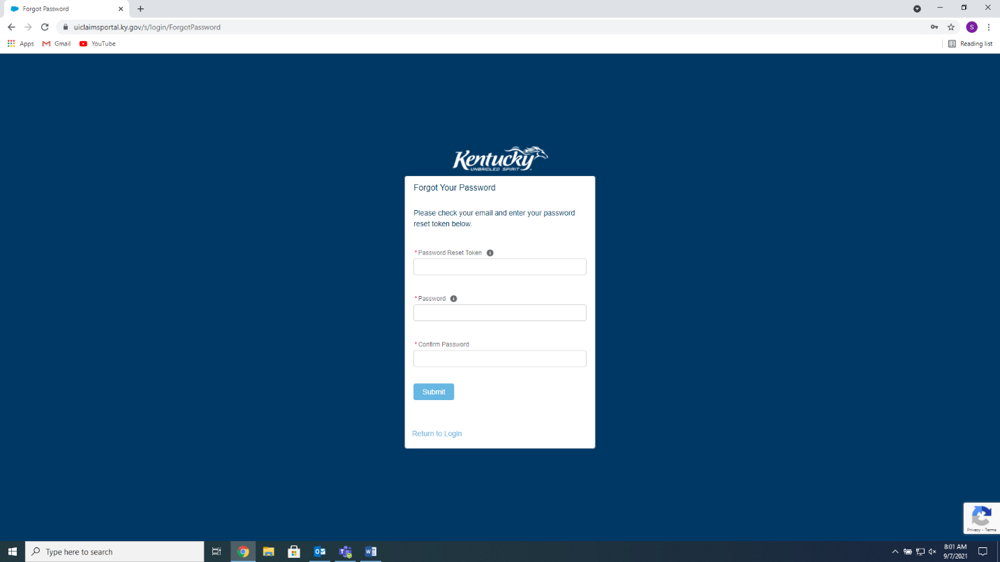 Forgot Password
uiclaimsportal.ky.gov/s/login/ForgotPassword
S
Apps Gmail YouTube Reading list
Kentucky
UNBRIDLED SPIRIT
Forgot Your Password
Please check your email and enter your password
reset token below.
*Password Reset Token
*Password
*Confirm Password
Submit
Return to Login
Privacy - Terms
Type here to search
8:01 AM
9/7/2021